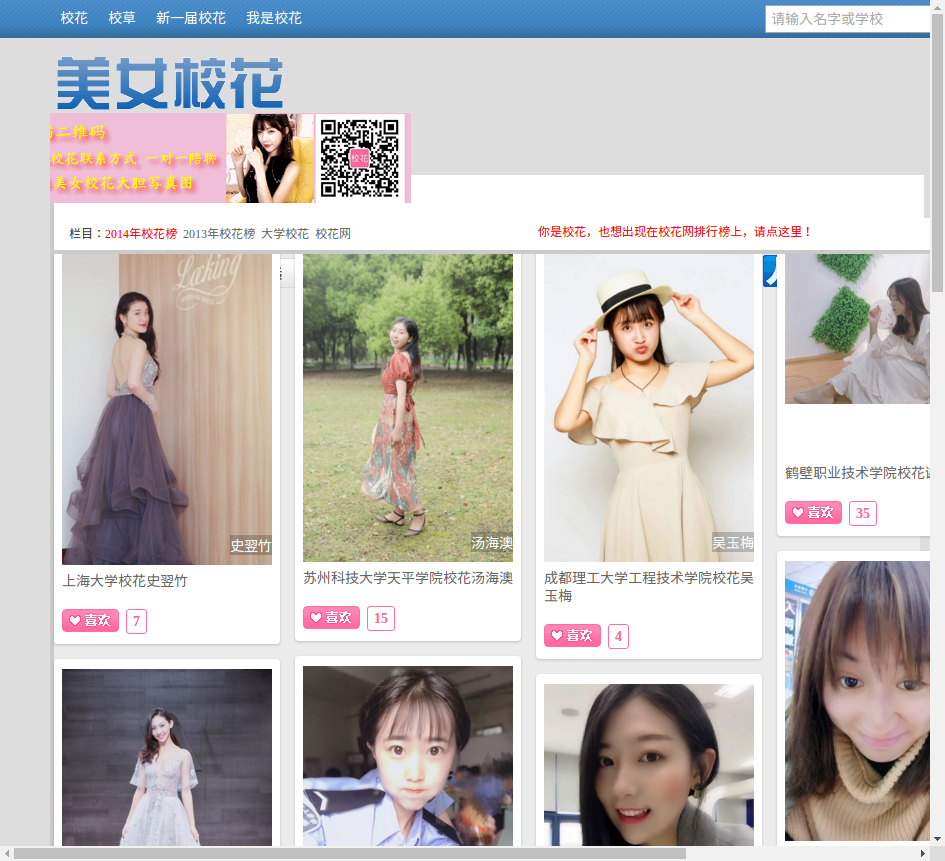 校花 校草 新一届校花 我是校花
请输入名字或学校
美女校花
二维码
校花联系方式 一对一陪聊
美女校花大胆写真图
校花
栏目：2014年校花榜 2013年校花榜 大学校花 校花网
你是校花，也想出现在校花网排行榜上，请点这里！
史翌竹
上海大学校花史翌竹
喜欢 7
汤海澳
苏州科技大学天平学院校花汤海澳
喜欢 15
吴玉梅
成都理工大学工程技术学院校花吴
玉梅
喜欢 4
鹤壁职业技术学院校花
喜欢 35